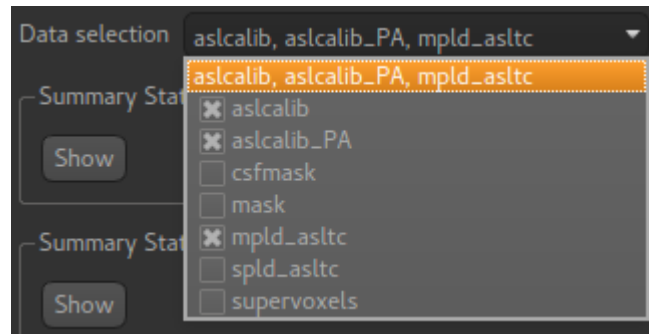 Data selection aslcalib, aslcalib_PA, mpld_asltc
aslcalib, aslcalib_PA, mpld_asltc
Summary Stat
aslcalib
aslcalib_PA
Show
csfmask
mask
Summary Stat
mpld_asltc
spld_asltc
Show
supervoxels